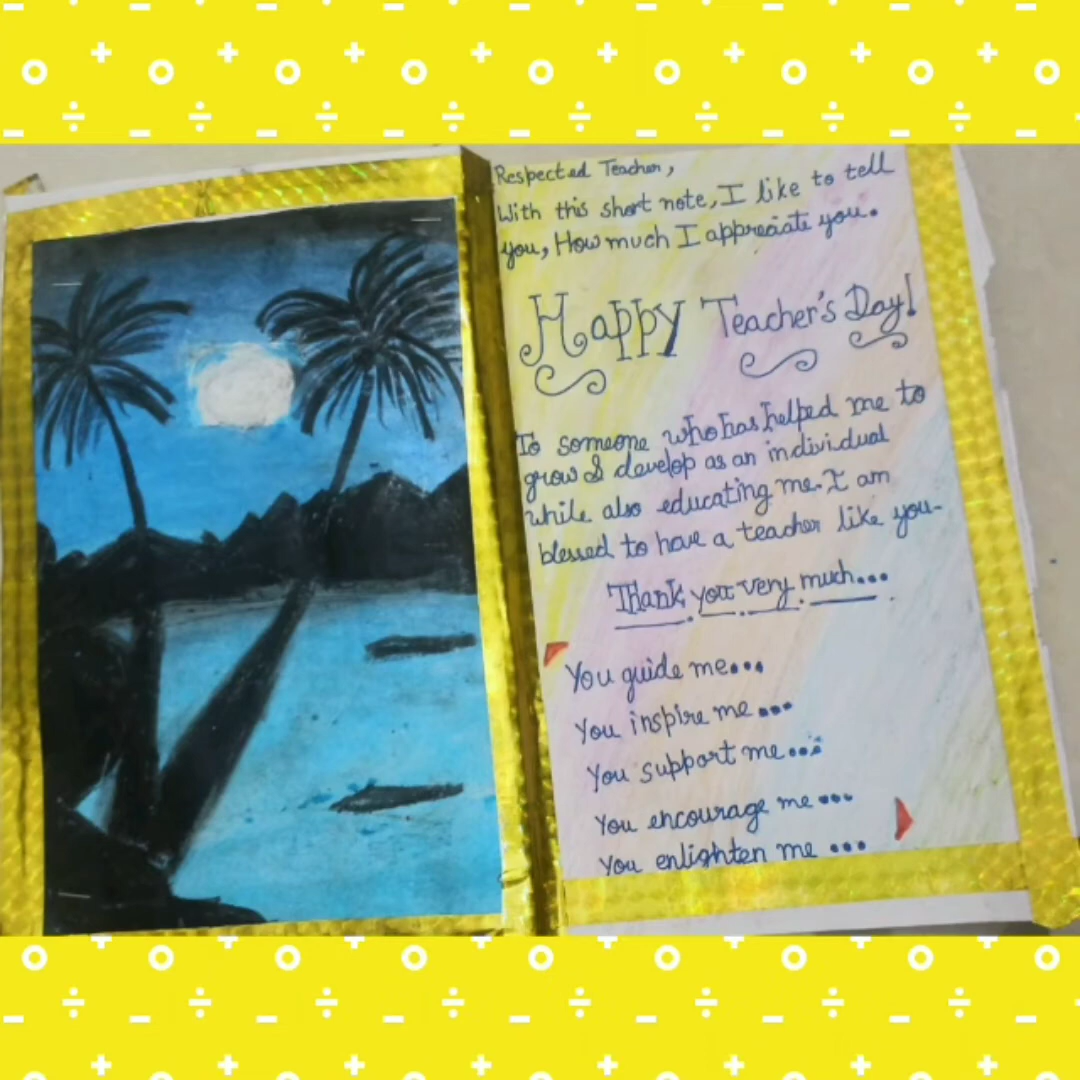 Respected Teacher,
With this short note, I like to tell
you, How much I appreciate you.
Happy Teacher's Day!
To someone who has helped me to
grow & develop as an individual
while also educating me. I am
blessed to have a teacher like you.
Thank you very much...
You guide me...
You inspire me...
You support me...
You encourage me...
You enlighten me...